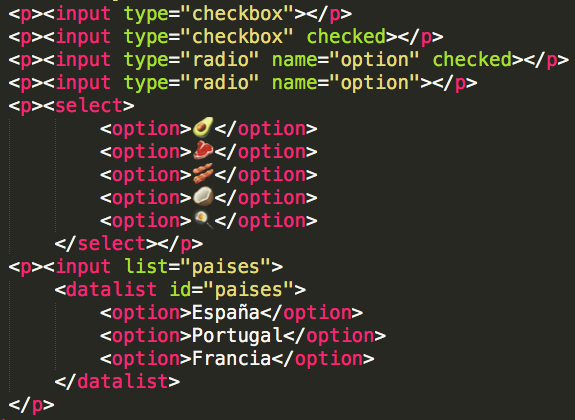 <p><input type="checkbox"></p>
<p><input type="checkbox" checked></p>
<p><input type="radio" name="option" checked></p>
<p><input type="radio" name="option"></p>
<p><select>
<option>🥑</option>
<option>🥩</option>
<option>🥓</option>
<option>🥥</option>
<option>🍳</option>
</select></p>
<p><input list="paises">
<datalist id="paises">
<option>España</option>
<option>Portugal</option>
<option>Francia</option>
</datalist>
</p>